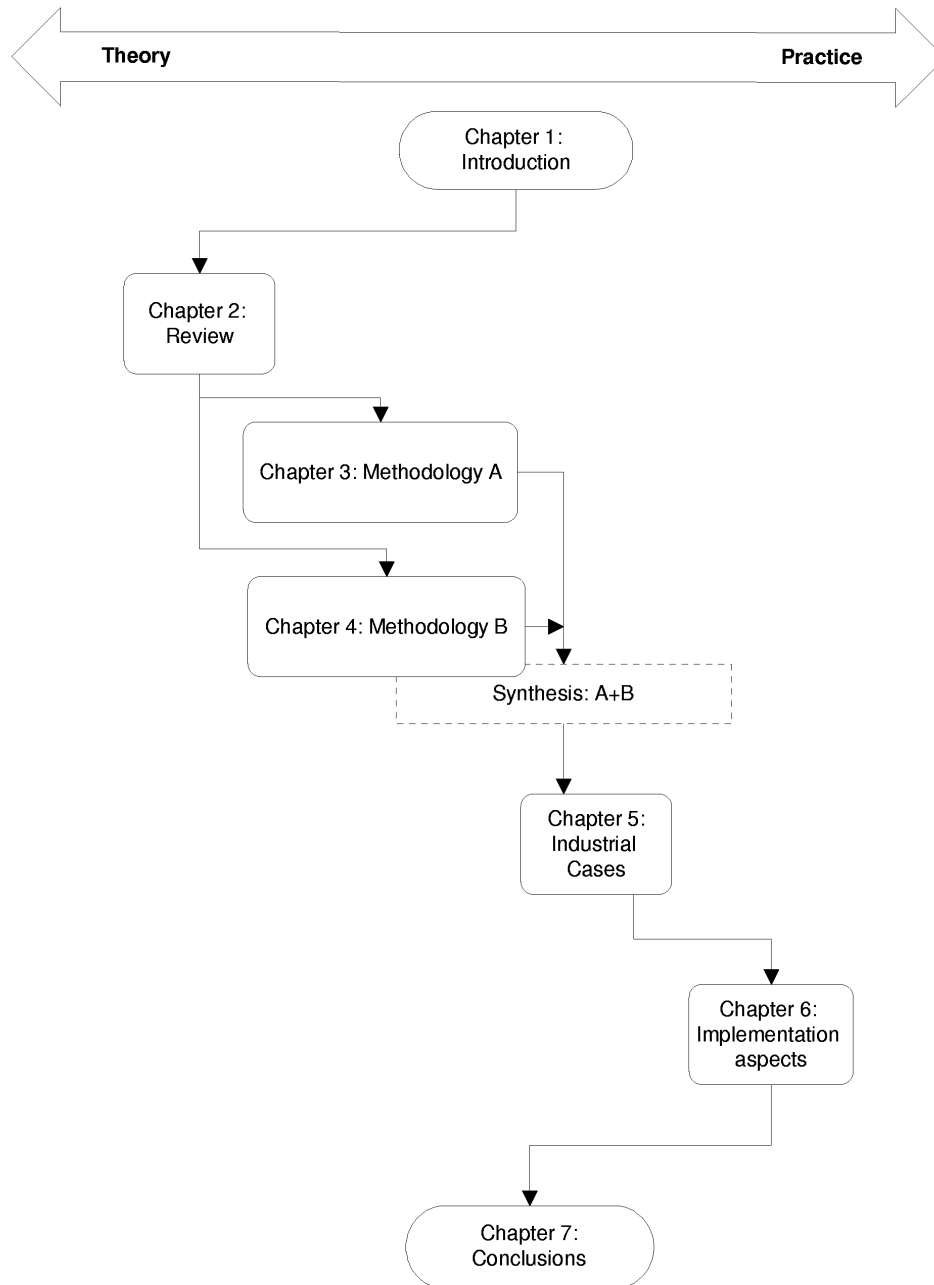 Theory
Practice
Chapter 1:
Introduction
Chapter 2:
Review
Chapter 3: Methodology A
Chapter 4: Methodology B
Synthesis: A+B
Chapter 5:
Industrial
Cases
Chapter 6:
Implementation
aspects
Chapter 7:
Conclusions